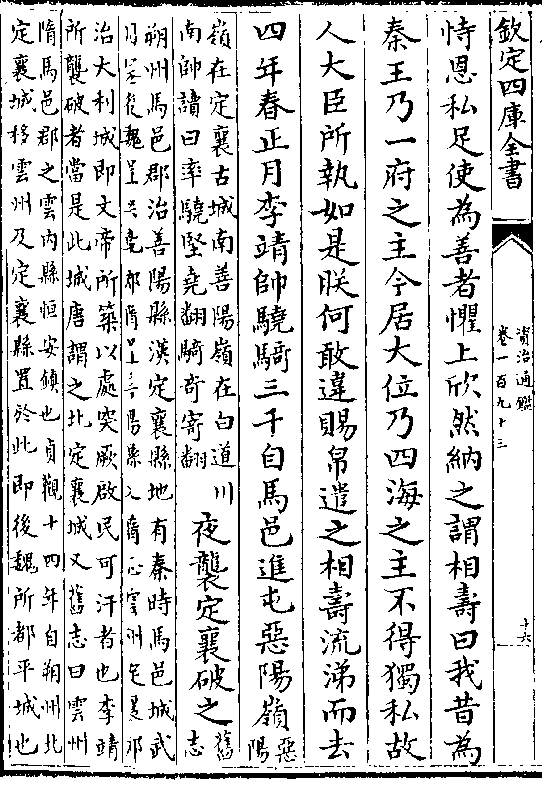 欽定四庫全書
資治通鑑
卷一百九十三
十六
恃恩私足使為善者懼上欣然納之謂相壽曰我昔為
秦王乃一府之主今居大位乃四海之主不得獨私故
人大臣所執如是朕何敢違賜帛遣之相壽流涕而去
四年春正月李靖帥驍騎三千自馬邑進屯惡陽嶺惡陽
嶺在定襄古城南善陽嶺在白道川
南帥讀曰率驍堅堯翻騎奇寄翻
夜襲定襄破之舊志
朔州馬邑郡治善陽縣漢定襄縣地有秦時馬邑城武
後魏郡隋善陽縣又舊志雲州定襄郡
治大利城即文帝所築以處突厥啟民可汗者也李靖
所襲破者當是此城唐謂之北定襄城又舊志曰雲州
隋馬邑郡之雲内縣恒安鎮也貞觀十四年自朔州北
定襄城移雲州及定襄縣置於此即後魏所都平城也